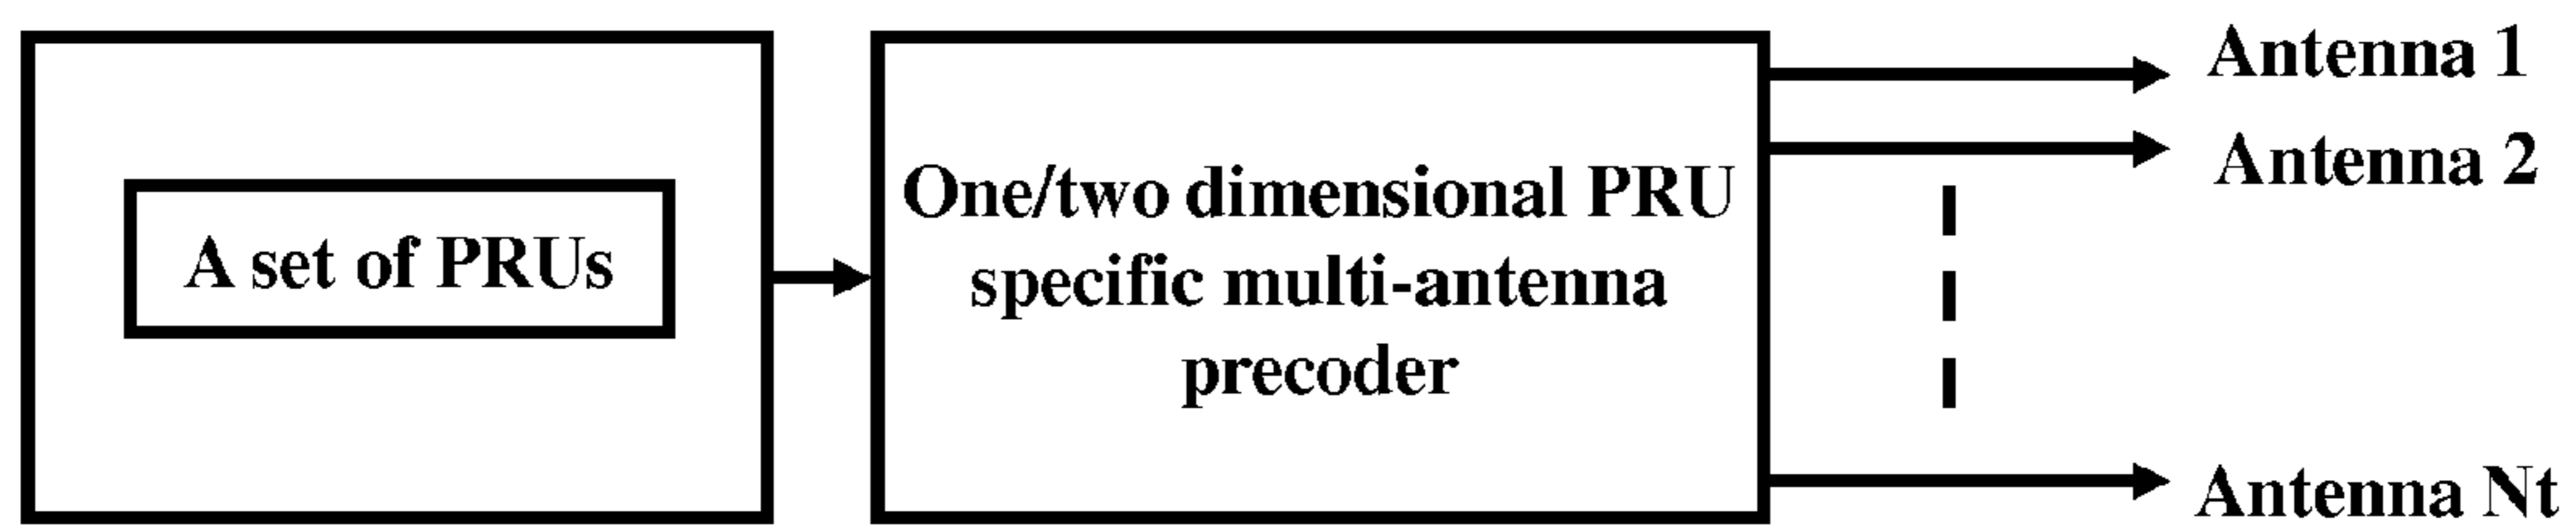 A set of PRUs
One/two dimensional PRU
specific multi-antenna
precoder
Antenna 1
Antenna 2
Antenna Nt